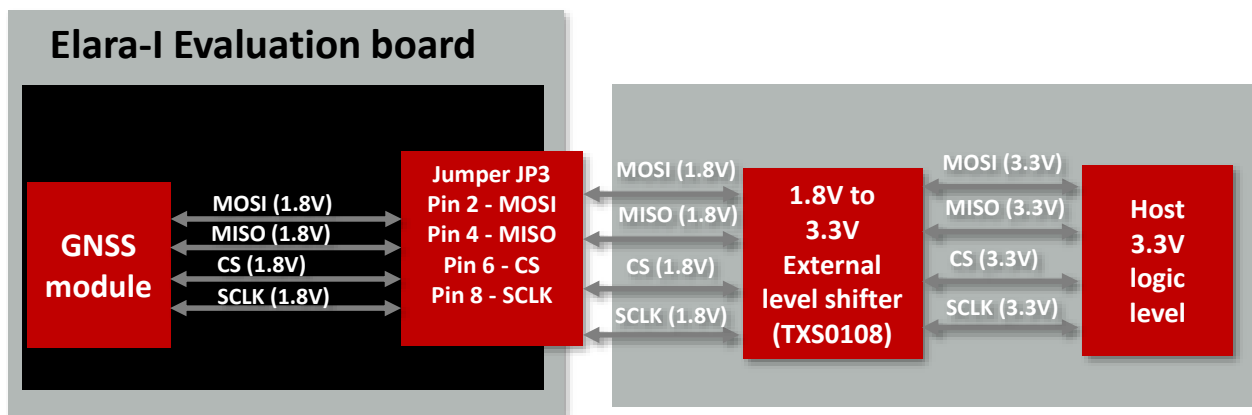 Elara-I Evaluation board
GNSS
module
MOSI (1.8V)
MISO (1.8V)
CS (1.8V)
SCLK (1.8V)
Jumper JP3
Pin 2 - MOSI
Pin 4 - MISO
Pin 6 - CS
Pin 8 - SCLK
MOSI (1.8V)
MISO (1.8V)
CS (1.8V)
SCLK (1.8V)
1.8V to
3.3V
External
level shifter
(TXS0108)
MOSI (3.3V)
MISO (3.3V)
CS (3.3V)
SCLK (3.3V)
Host
3.3V
logic
level